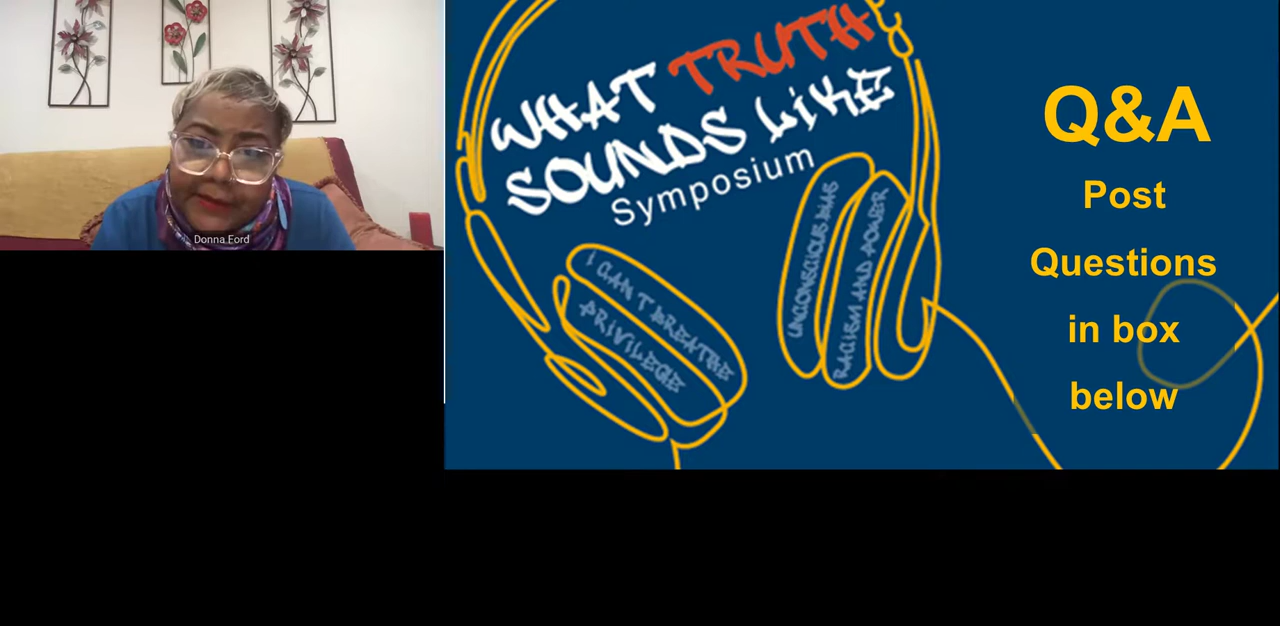 Donna Ford
WHAT TRUTH
SOUNDS LIKE
Symposium
I CAN'T BREATHE
PRIVILEGE
UNCONSCIOUS BIAS
RACISM AND POWER
Q&A
Post
Questions
in box
below